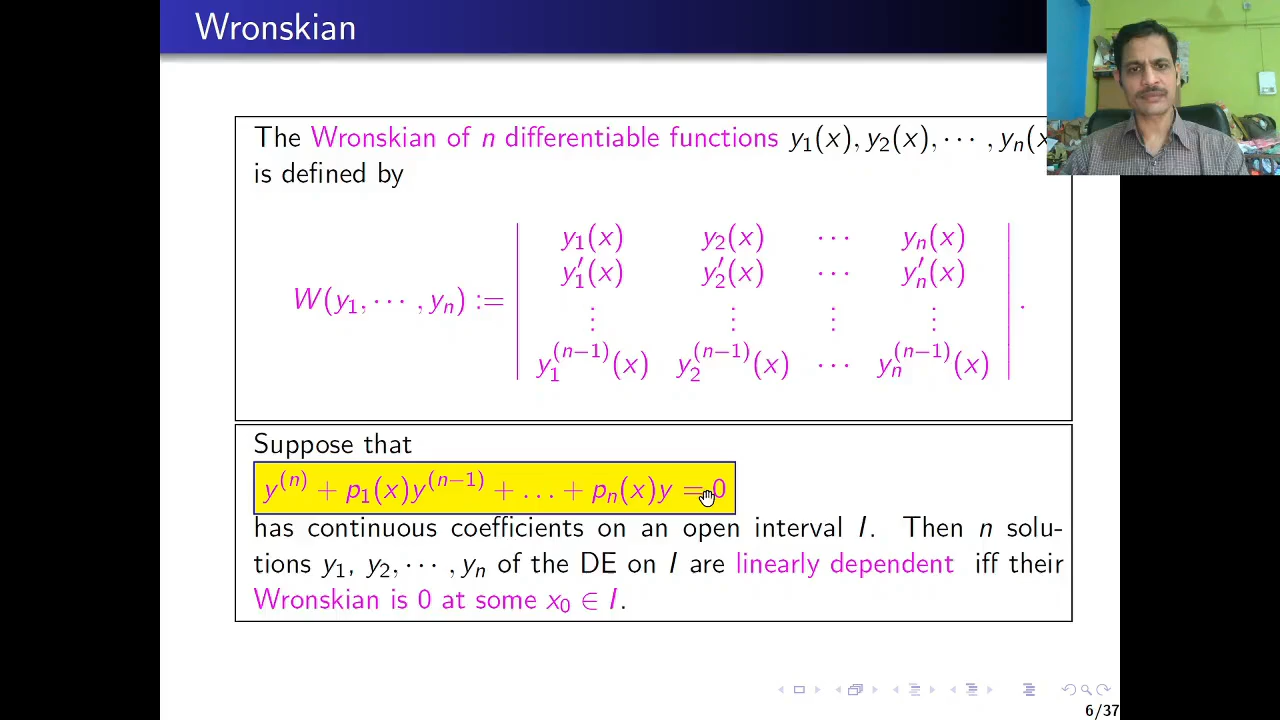 Wronskian
The Wronskian of n differentiable functions y₁(x), y₂(x), ⋯ , yₙ(x
is defined by
y₁(x) y₂(x) ⋯ yₙ(x)
y₁′(x) y₂′(x) ⋯ yₙ′(x)
W(y₁, ⋯ , yₙ) := ⋮ ⋮ ⋮ ⋮ .
y₁⁽ⁿ⁻¹⁾(x) y₂⁽ⁿ⁻¹⁾(x) ⋯ yₙ⁽ⁿ⁻¹⁾(x)
Suppose that
y⁽ⁿ⁾ + p₁(x)y⁽ⁿ⁻¹⁾ + … + pₙ(x)y = 0
has continuous coefficients on an open interval I. Then n solu-
tions y₁, y₂, ⋯ , yₙ of the DE on I are linearly dependent iff their
Wronskian is 0 at some x₀ ∈ I.
6/37